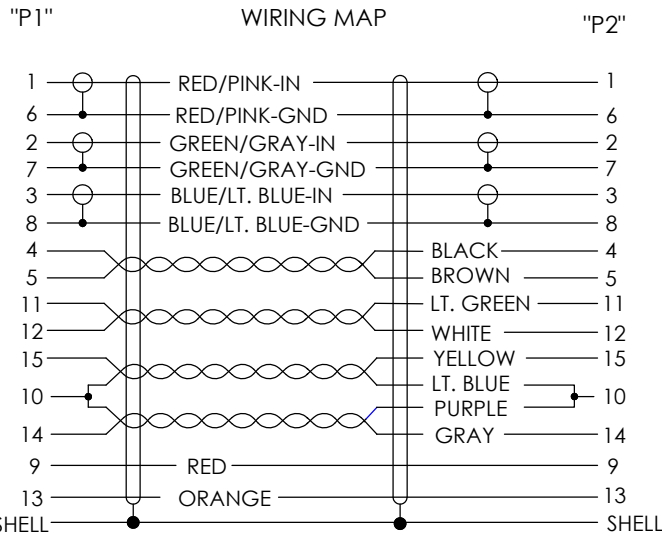 "P1" WIRING MAP "P2"
1 RED/PINK-IN 1
6 RED/PINK-GND 6
2 GREEN/GRAY-IN 2
7 GREEN/GRAY-GND 7
3 BLUE/LT. BLUE-IN 3
8 BLUE/LT. BLUE-GND 8
4 BLACK 4
5 BROWN 5
11 LT. GREEN 11
12 WHITE 12
15 YELLOW 15
LT. BLUE
10 10
PURPLE
14 GRAY 14
9 RED 9
13 ORANGE 13
SHELL SHELL